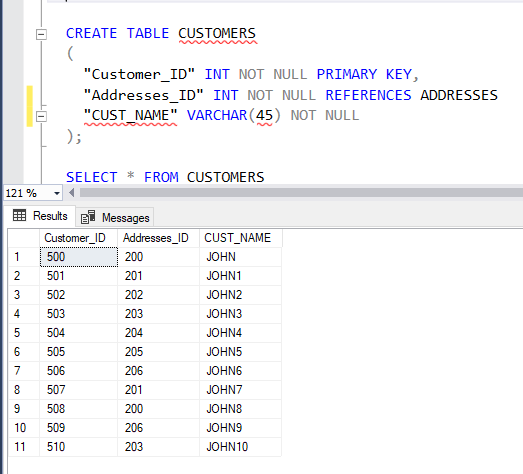 CREATE TABLE CUSTOMERS
(
"Customer_ID" INT NOT NULL PRIMARY KEY,
"Addresses_ID" INT NOT NULL REFERENCES ADDRESSES
"CUST_NAME" VARCHAR(45) NOT NULL
);
SELECT * FROM CUSTOMERS
121 %
Results Messages
Customer_ID Addresses_ID CUST_NAME
1 500 200 JOHN
2 501 201 JOHN1
3 502 202 JOHN2
4 503 203 JOHN3
5 504 204 JOHN4
6 505 205 JOHN5
7 506 206 JOHN6
8 507 201 JOHN7
9 508 200 JOHN8
10 509 206 JOHN9
11 510 203 JOHN10